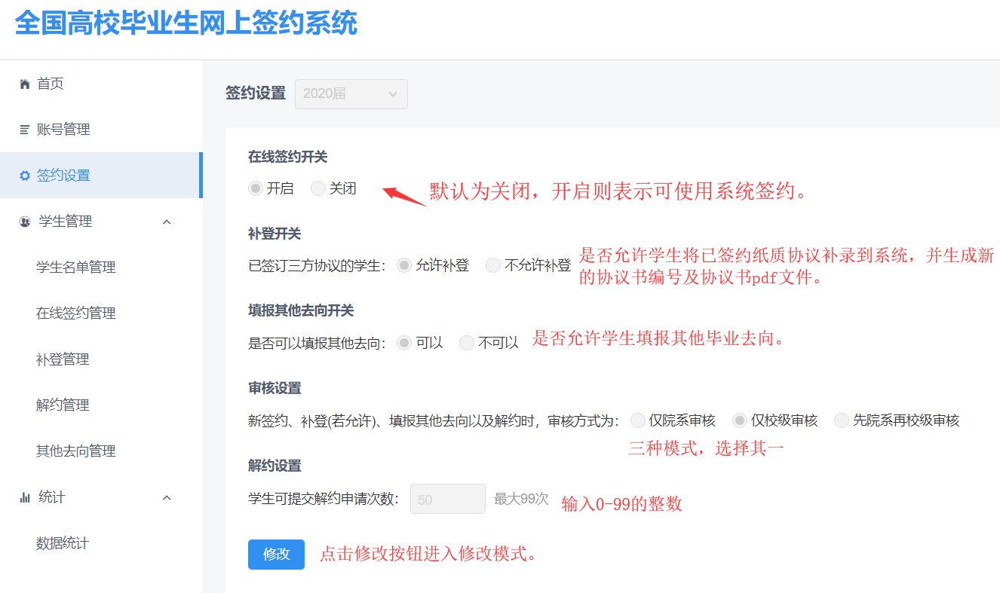 全国高校毕业生网上签约系统
首页
账号管理
签约设置
学生管理
学生名单管理
在线签约管理
补登管理
解约管理
其他去向管理
统计
数据统计
签约设置 2020届
在线签约开关
开启 关闭 默认为关闭，开启则表示可使用系统签约。
补登开关
已签订三方协议的学生： 允许补登 不允许补登
是否允许学生将已签约纸质协议补录到系统，并生成新
的协议书编号及协议书pdf文件。
填报其他去向开关
是否可以填报其他去向： 可以 不可以 是否允许学生填报其他毕业去向。
审核设置
新签约、补登(若允许)、填报其他去向以及解约时，审核方式为： 仅院系审核 仅校级审核 先院系再校级审核
三种模式，选择其一
解约设置
学生可提交解约申请次数： 50 最大99次 输入0-99的整数
修改 点击修改按钮进入修改模式。